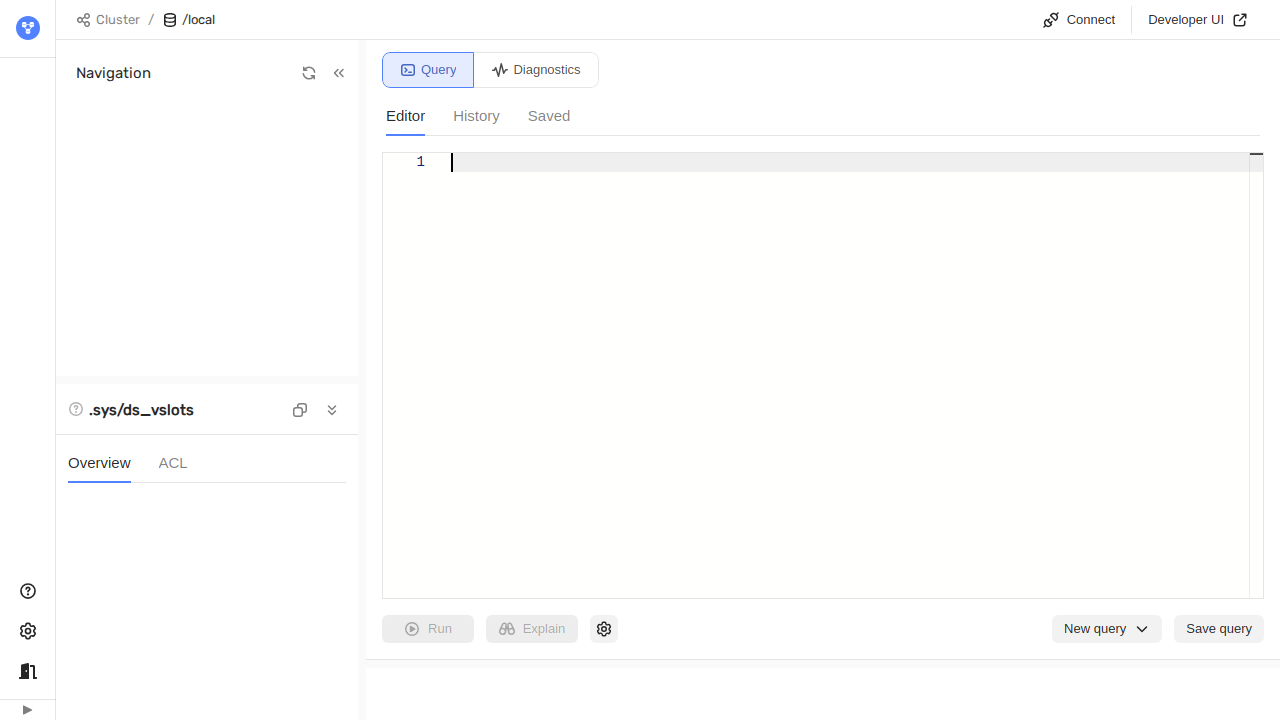 Cluster / /local
Connect
Developer UI
Navigation
Query
Diagnostics
Editor
History
Saved
1
.sys/ds_vslots
Overview
ACL
Run
Explain
New query
Save query